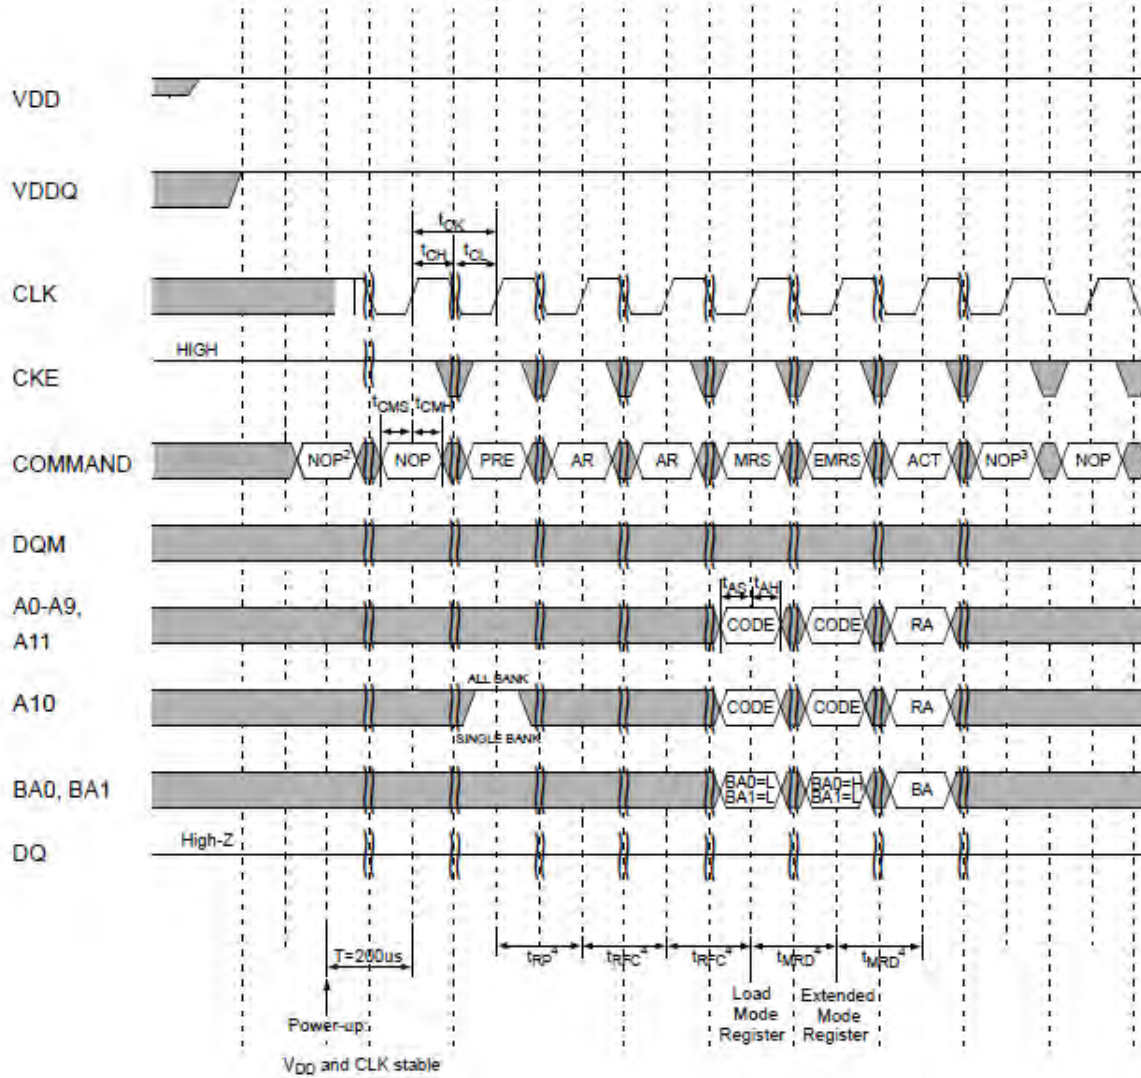 VDD
VDDQ
tCK
tCH tCL
CLK
HIGH
CKE
tCMS tCMH
COMMAND NOP2 NOP PRE AR AR MRS EMRS ACT NOP3 NOP
DQM
tAS tAH
A0-A9,
A11
CODE CODE RA
ALL BANK
A10 CODE CODE RA
SINGLE BANK
BA0, BA1
BA0=L
BA1=L
BA0=H
BA1=L
BA
High-Z
DQ
T=200us
tRP4 tRFC4 tRFC4 tMRD4 tMRD4
Load
Mode
Register
Extended
Mode
Register
Power-up:
VDD and CLK stable